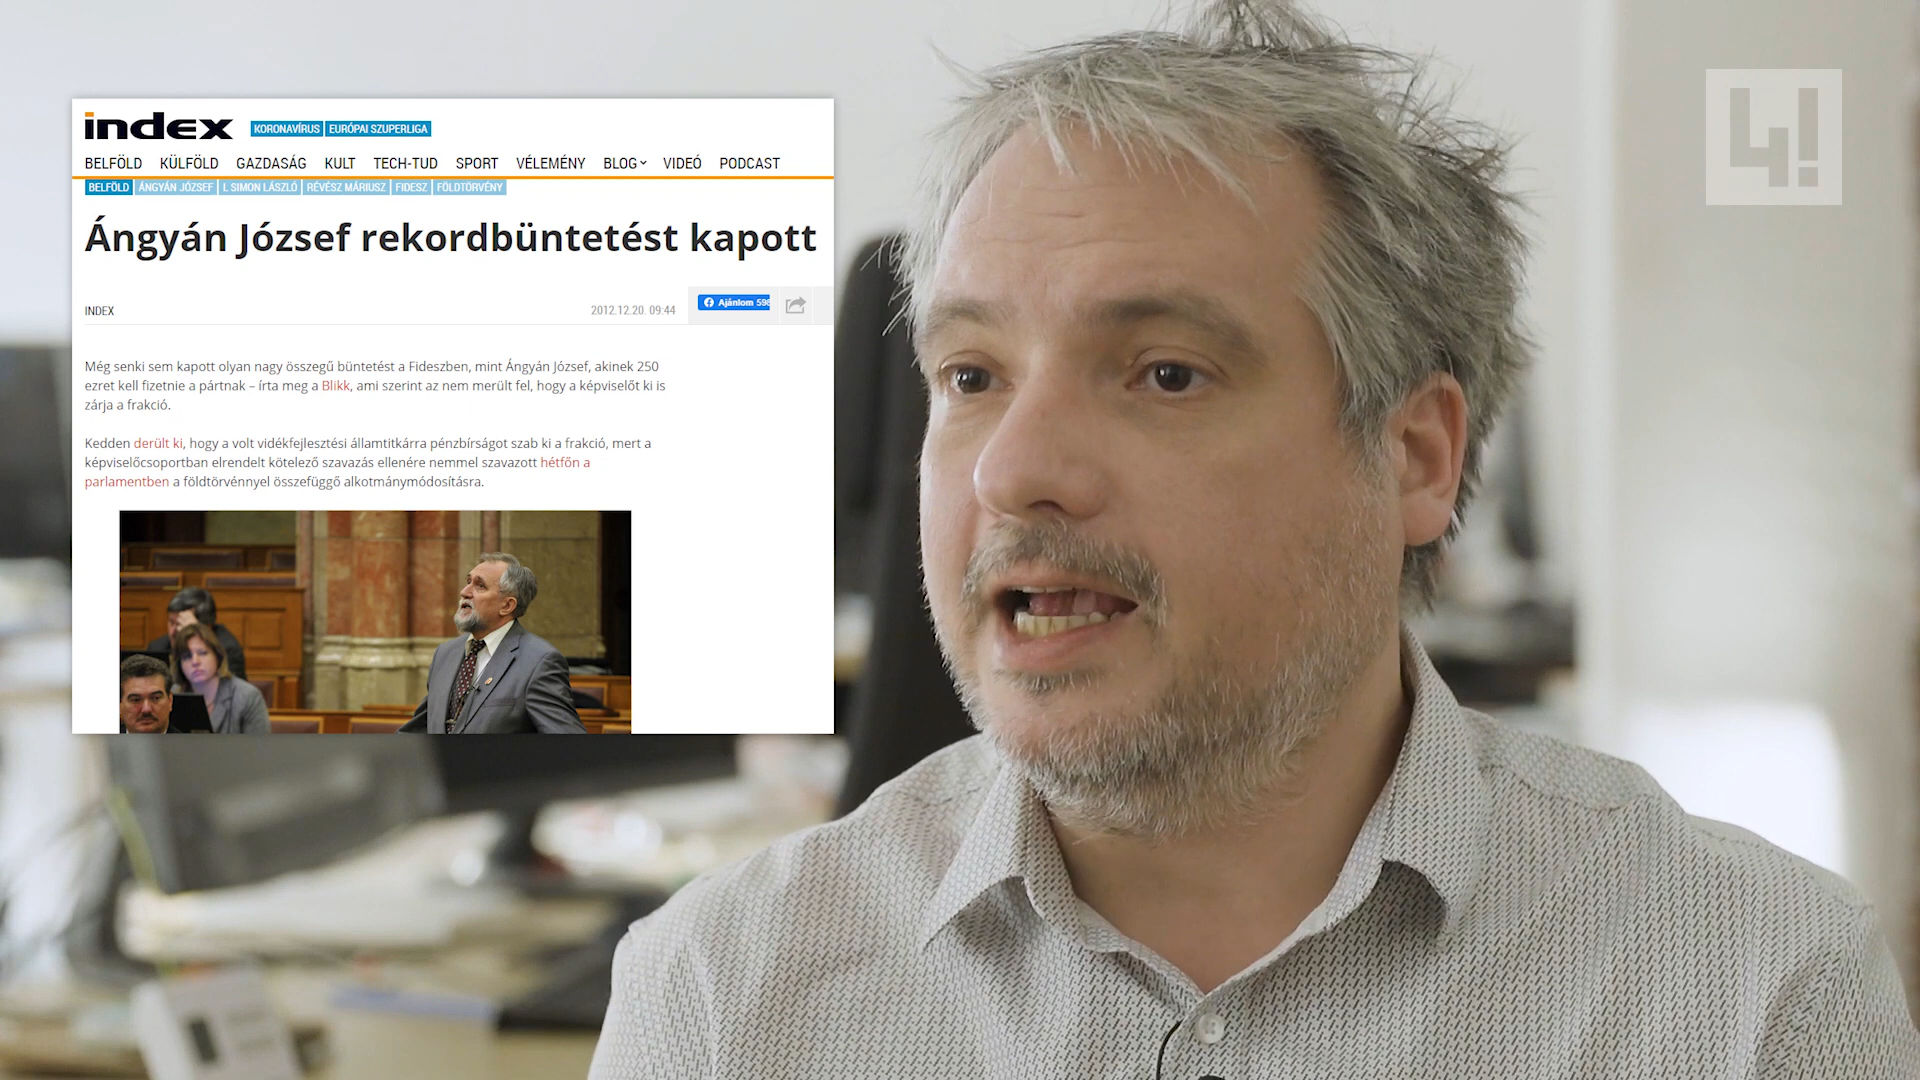 index KORONAVÍRUS EURÓPAI SZUPERLIGA
BELFÖLD KÜLFÖLD GAZDASÁG KULT TECH-TUD SPORT VÉLEMÉNY BLOG VIDEÓ PODCAST
BELFÖLD ÁNGYÁN JÓZSEF L SIMON LÁSZLÓ RÉVÉSZ MÁRIUSZ FIDESZ FÖLDTÖRVÉNY
Ángyán József rekordbüntetést kapott
INDEX 2012.12.20. 09:44 Ajánlom
Még senki sem kapott olyan nagy összegű büntetést a Fideszben, mint Ángyán József, akinek 250
ezret kell fizetnie a pártnak – írta meg a Blikk, ami szerint az nem merült fel, hogy a képviselőt ki is
zárja a frakció.
Kedden derült ki, hogy a volt vidékfejlesztési államtitkárra pénzbírságot szab ki a frakció, mert a
képviselőcsoportban elrendelt kötelező szavazás ellenére nemmel szavazott hétfőn a
parlamentben a földtörvénnyel összefüggő alkotmánymódosításra.
4!